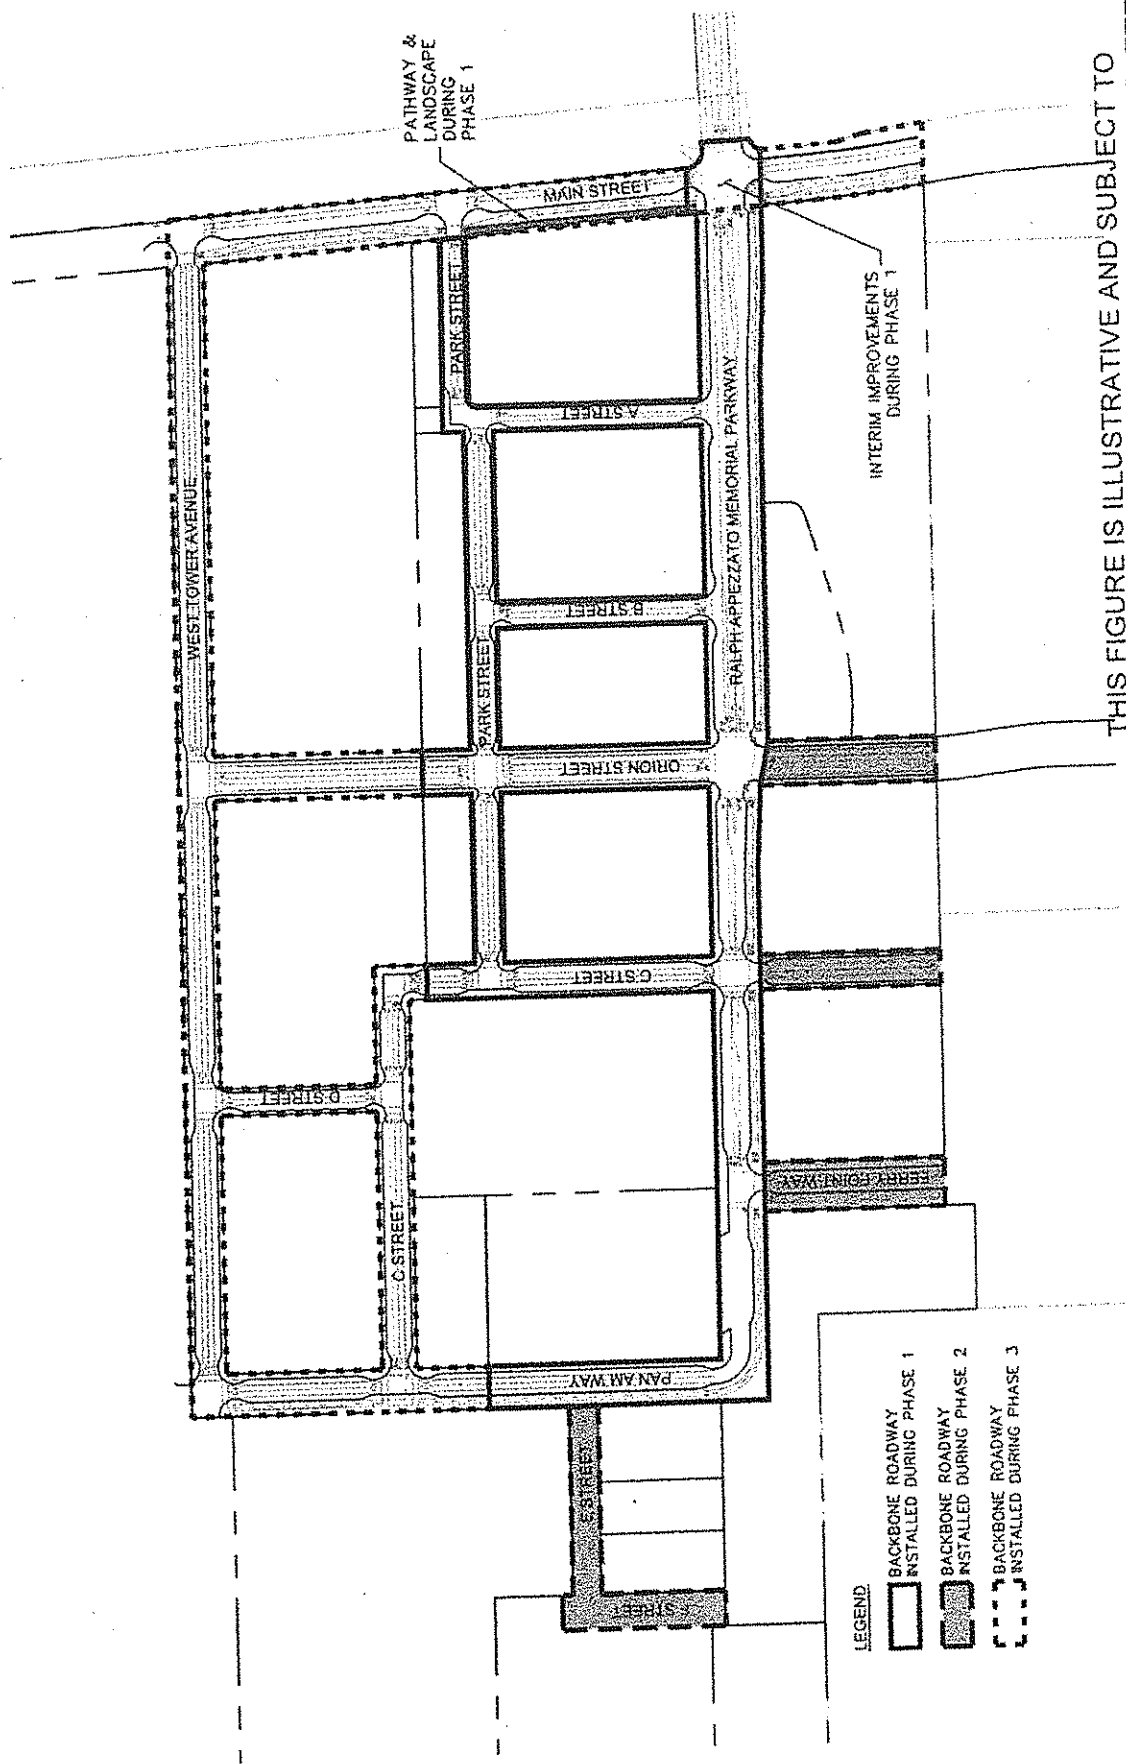 PATHWAY &
LANDSCAPE
DURING
PHASE 1
MAIN STREET
WEST TOWER AVENUE
PARK STREET
A STREET
RALPH APPEZZATO MEMORIAL PARKWAY
INTERIM IMPROVEMENTS
DURING PHASE 1
B STREET
PARK STREET
ORION STREET
C STREET
D STREET
C STREET
FERRY POINT WAY
PAN AM WAY
E STREET
STREET
LEGEND
BACKBONE ROADWAY
INSTALLED DURING PHASE 1
BACKBONE ROADWAY
INSTALLED DURING PHASE 2
BACKBONE ROADWAY
INSTALLED DURING PHASE 3
THIS FIGURE IS ILLUSTRATIVE AND SUBJECT TO